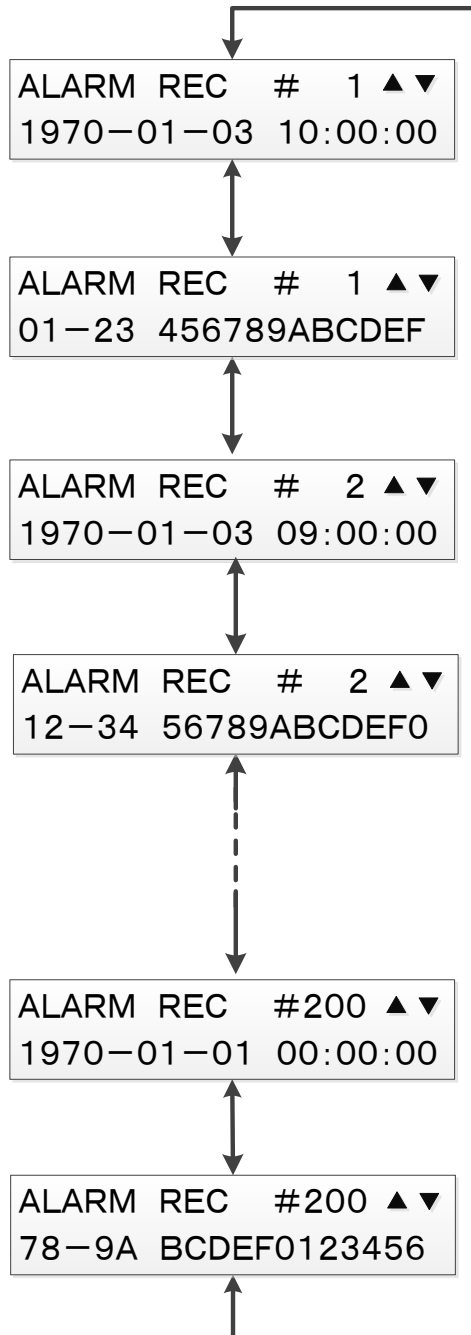 ALARM REC # 1 ▲ ▼
1970-01-03 10:00:00
ALARM REC # 1 ▲ ▼
01-23 456789ABCDEF
ALARM REC # 2 ▲ ▼
1970-01-03 09:00:00
ALARM REC # 2 ▲ ▼
12-34 56789ABCDEF0
ALARM REC #200 ▲ ▼
1970-01-01 00:00:00
ALARM REC #200 ▲ ▼
78-9A BCDEF0123456